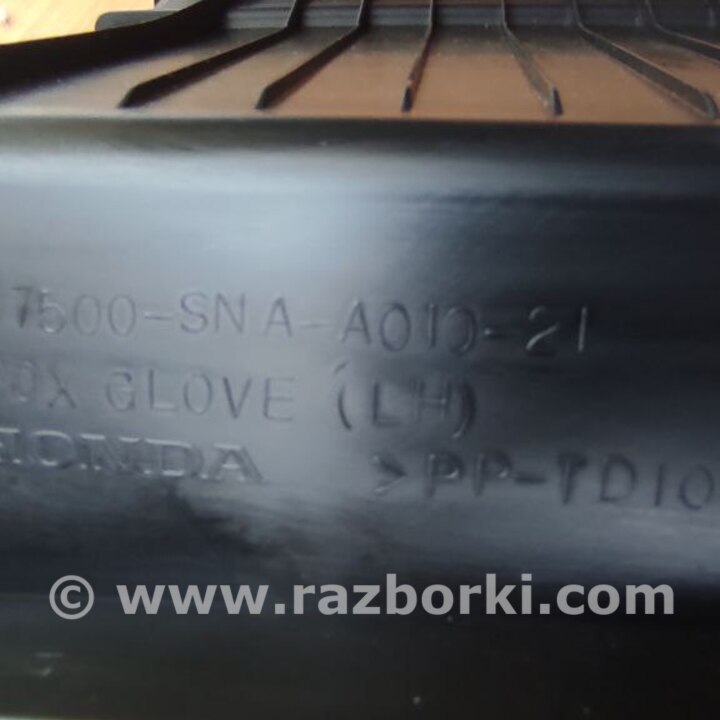 7500-SNA-A010-21
OX GLOVE (LH)
HONDA >PP-TD10
© www.razborki.com